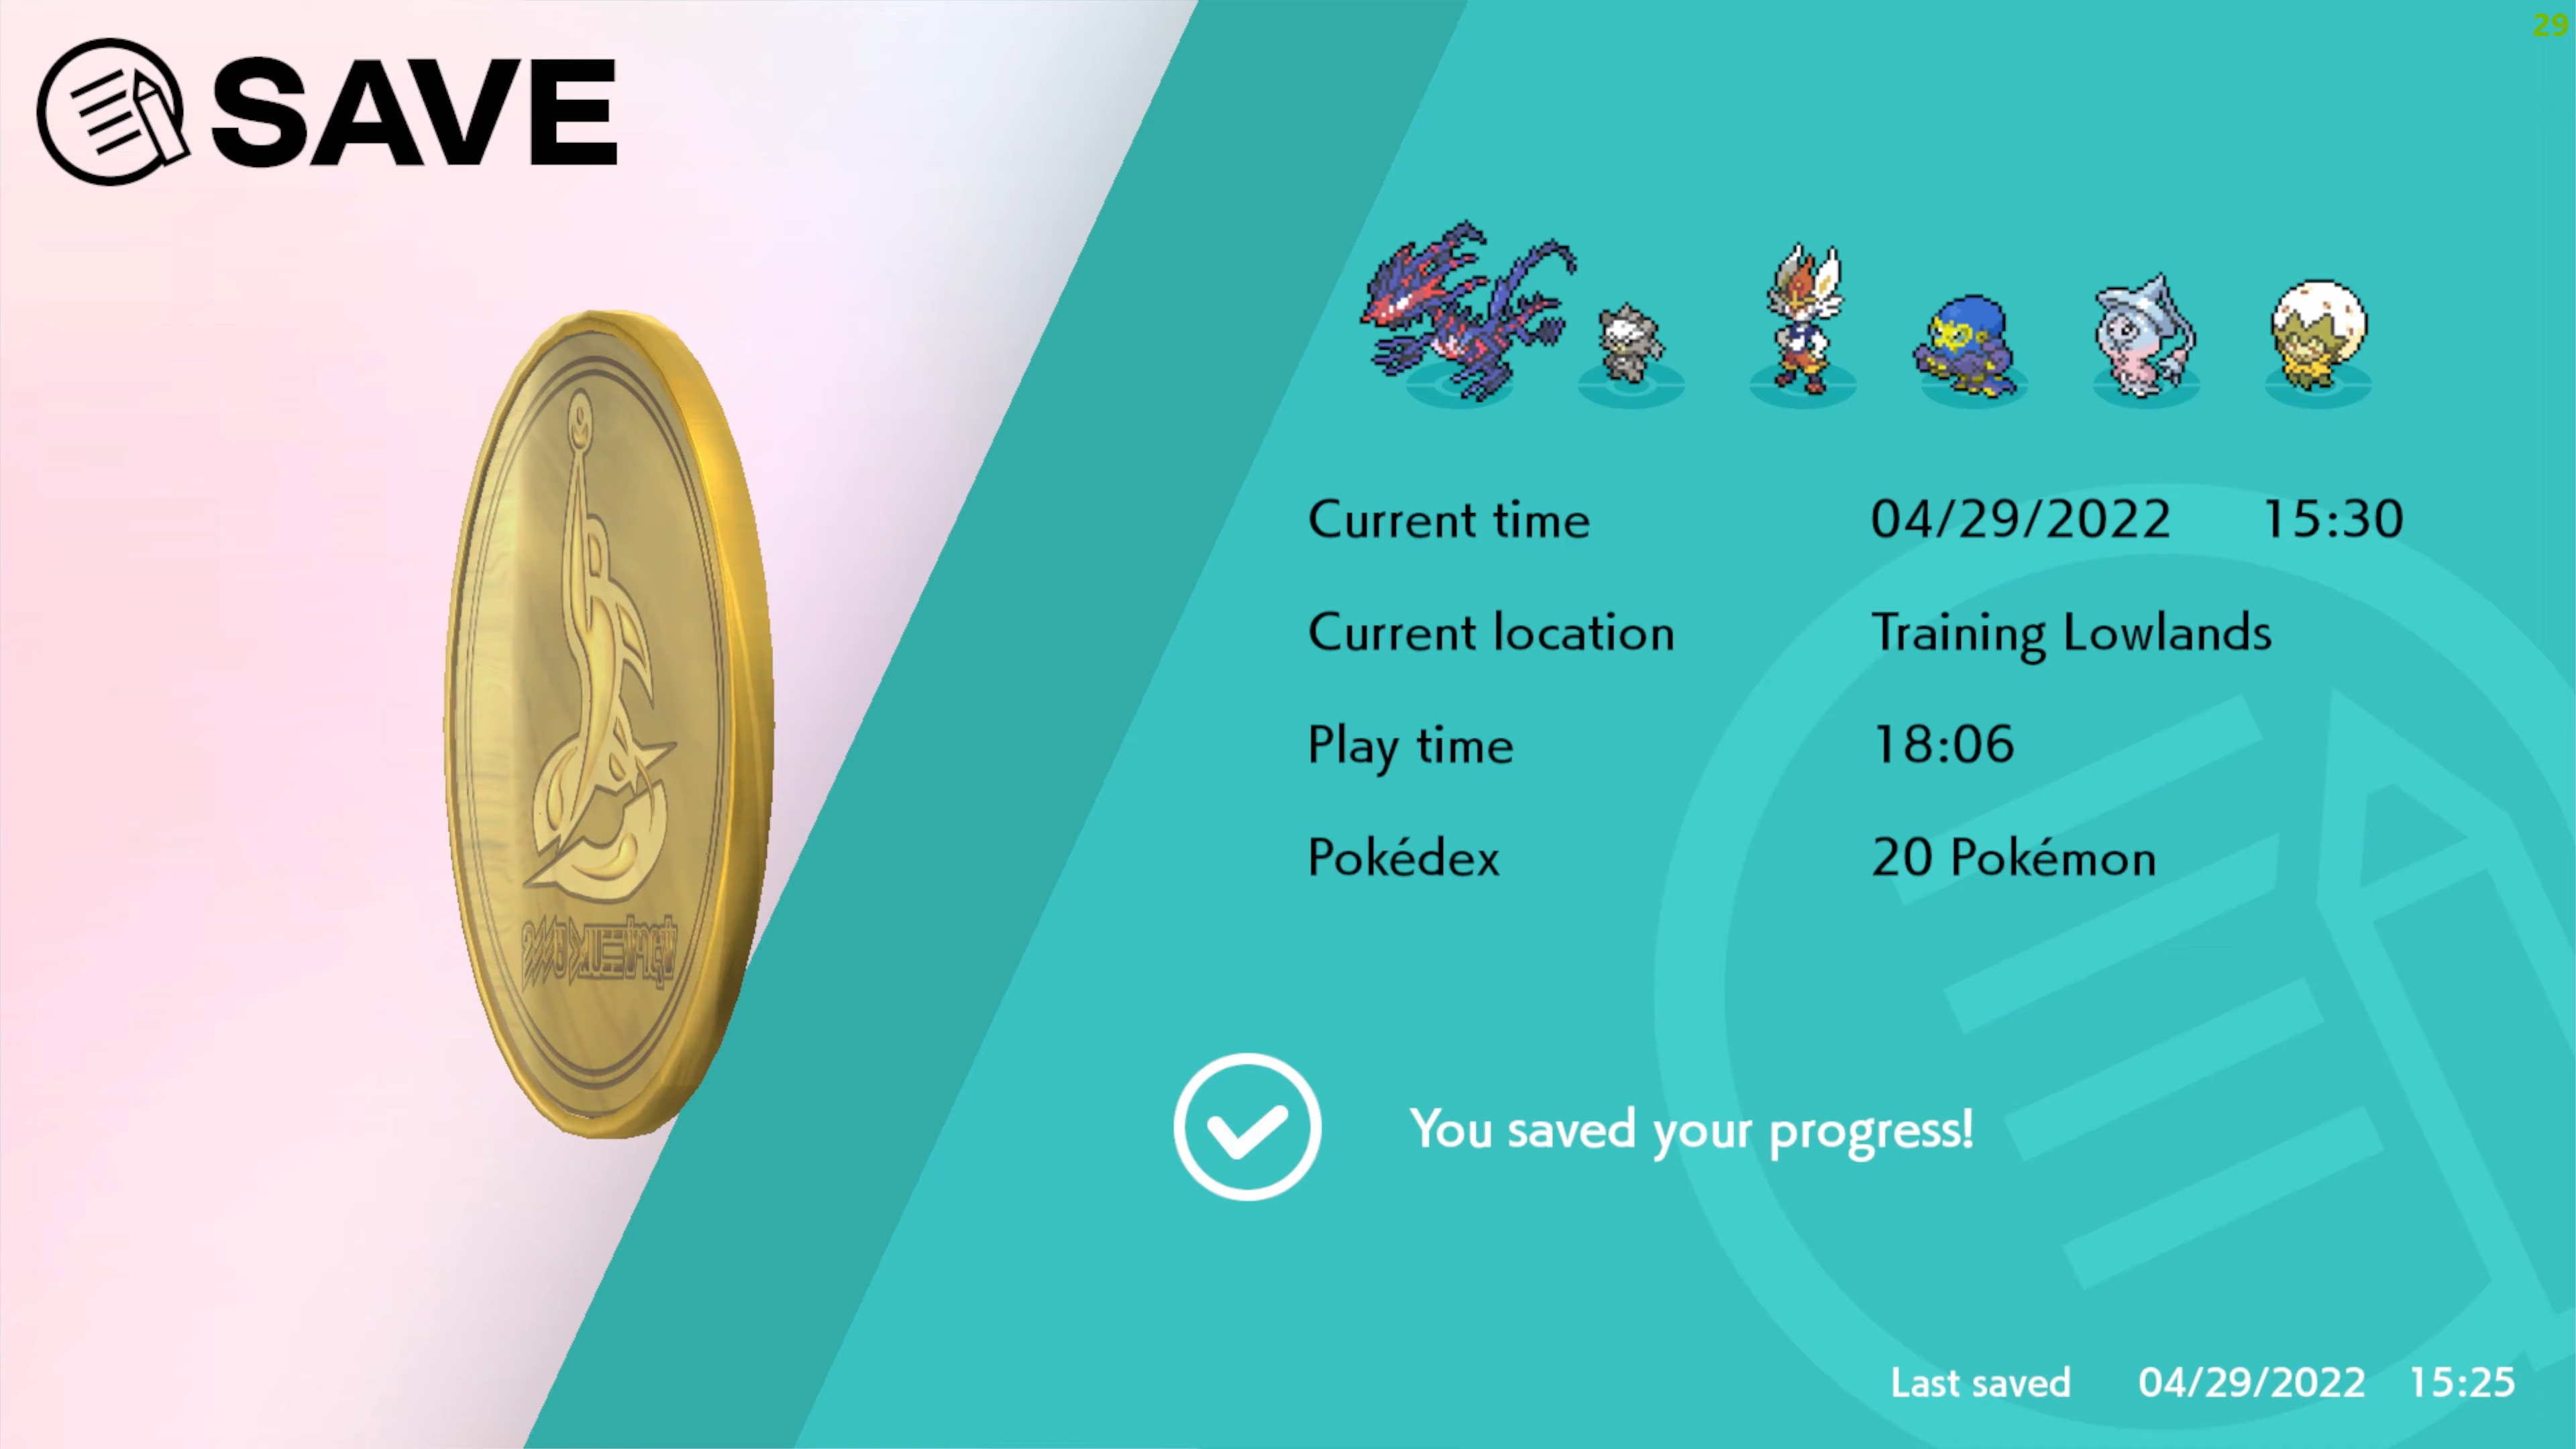 29
SAVE
Current time 04/29/2022 15:30
Current location Training Lowlands
Play time 18:06
Pokédex 20 Pokémon
You saved your progress!
Last saved 04/29/2022 15:25